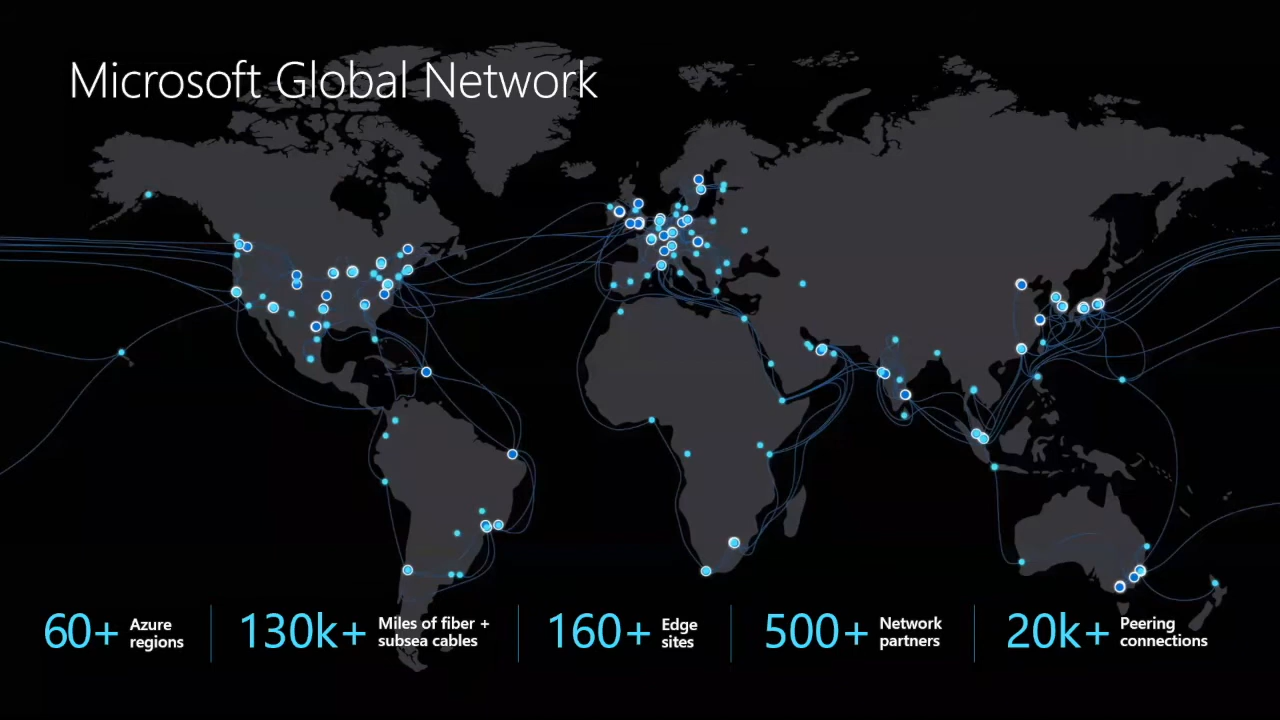 Microsoft Global Network
60+ Azure regions
130k+ Miles of fiber + subsea cables
160+ Edge sites
500+ Network partners
20k+ Peering connections